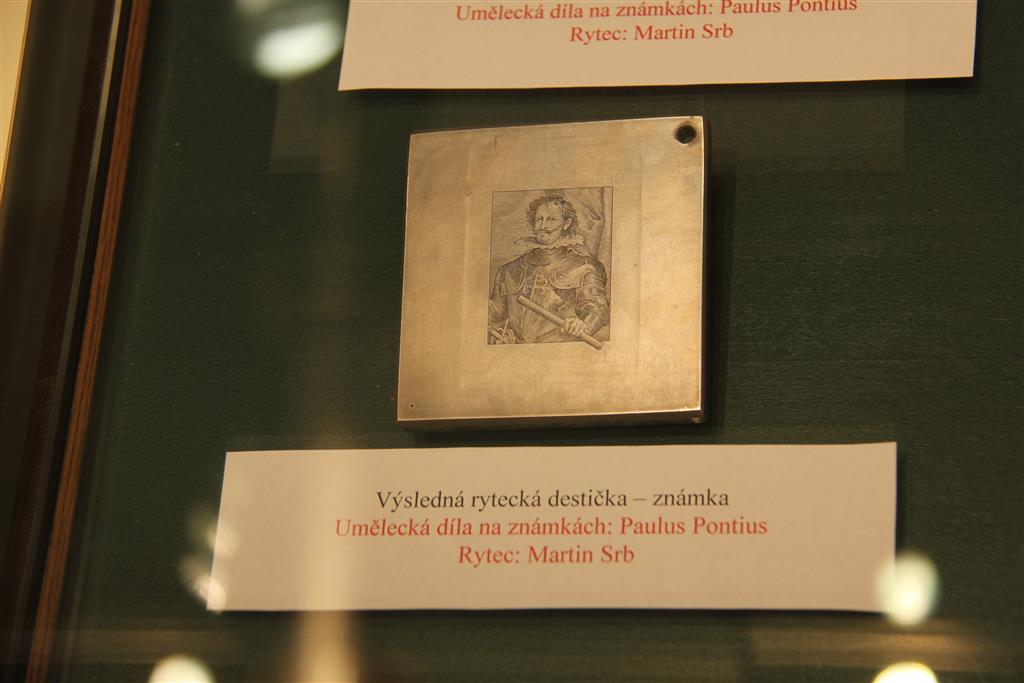 Umělecká díla na známkách: Paulus Pontius
Rytec: Martin Srb
Výsledná rytecká destička – známka
Umělecká díla na známkách: Paulus Pontius
Rytec: Martin Srb